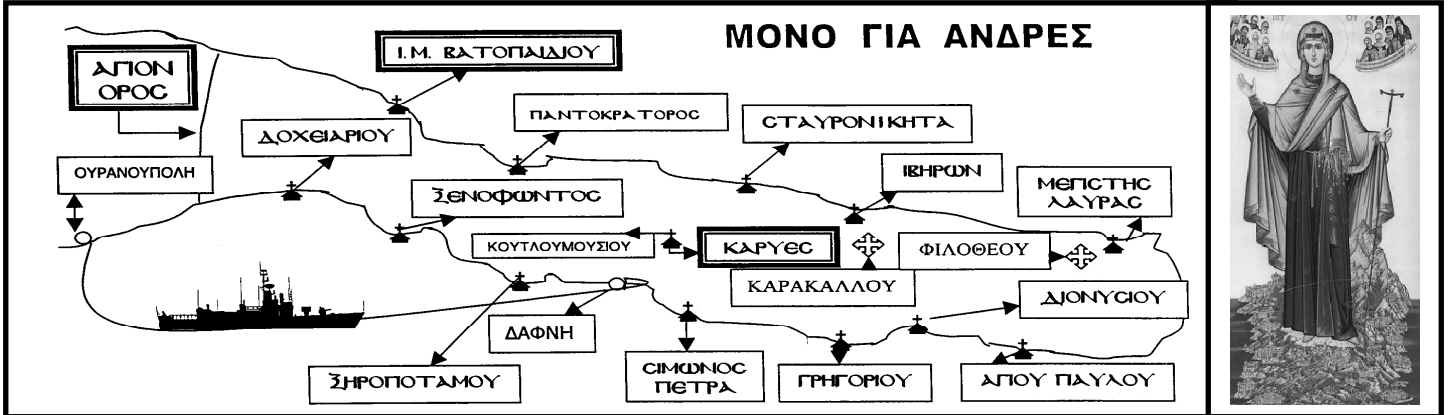 ΜΟΝΟ ΓΙΑ ΑΝΔΡΕΣ
ΑΓΙΟΝ
ΟΡΟΣ
Ι.Μ. ΒΑΤΟΠΑΙΔΙΟΥ
ΔΟΧΕΙΑΡΙΟΥ
ΠΑΝΤΟΚΡΑΤΟΡΟΣ
ΣΤΑΥΡΟΝΙΚΗΤΑ
ΟΥΡΑΝΟΥΠΟΛΗ
ΞΕΝΟΦΩΝΤΟΣ
ΙΒΗΡΩΝ
ΜΕΓΙΣΤΗΣ
ΛΑΥΡΑΣ
ΚΟΥΤΛΟΥΜΟΥΣΙΟΥ
ΚΑΡΥΕΣ
ΦΙΛΟΘΕΟΥ
ΚΑΡΑΚΑΛΛΟΥ
ΔΙΟΝΥΣΙΟΥ
ΔΑΦΝΗ
ΞΗΡΟΠΟΤΑΜΟΥ
ΣΙΜΩΝΟΣ
ΠΕΤΡΑ
ΓΡΗΓΟΡΙΟΥ
ΑΓΙΟΥ ΠΑΥΛΟΥ